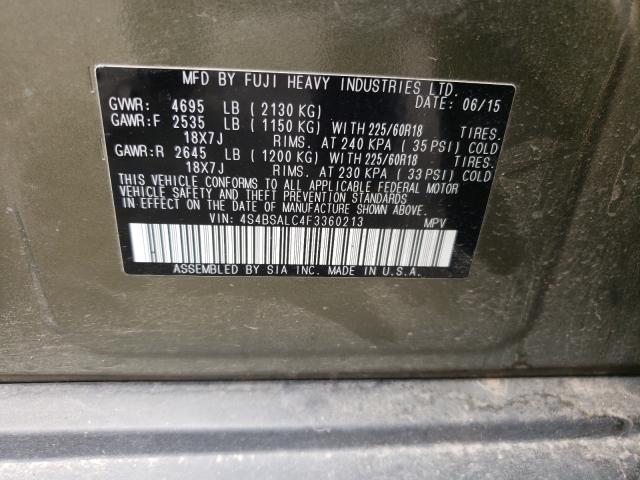 MFD BY FUJI HEAVY INDUSTRIES LTD.
GVWR: 4695 LB ( 2130 KG) DATE: 06/15
GAWR:F 2535 LB ( 1150 KG) WITH 225/60R18
18X7J RIMS. AT 240 KPA ( 35 PSI) COLD
GAWR:R 2645 LB ( 1200 KG) WITH 225/60R18
18X7J RIMS. AT 230 KPA ( 33 PSI) COLD
THIS VEHICLE CONFORMS TO ALL APPLICABLE FEDERAL MOTOR
VEHICLE SAFETY AND THEFT PREVENTION STANDARDS
IN EFFECT ON THE DATE OF MANUFACTURE SHOWN ABOVE.
VIN: 4S4BSALC4F3360213 MPV
ASSEMBLED BY SIA INC. MADE IN U.S.A.